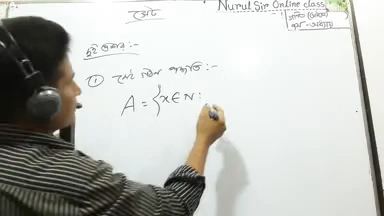 সেট
Nurul Sir Online class
দুই প্রকার :-
① সেট গঠন পদ্ধতি :-
A = {x ∈ N :